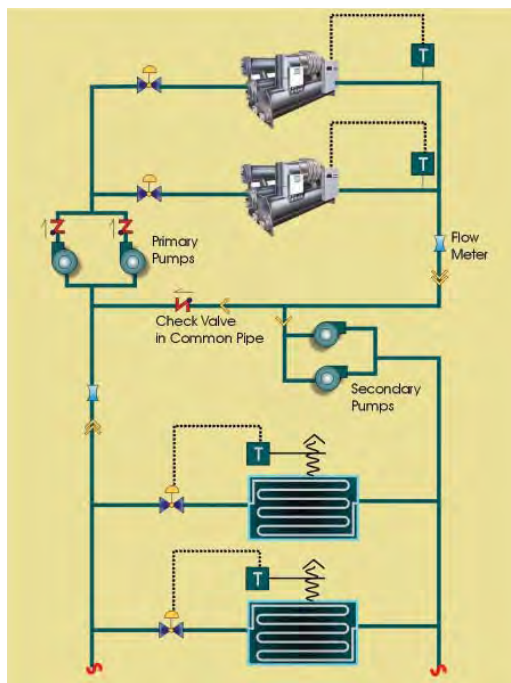 T
T
Primary
Pumps
Flow
Meter
Check Valve
in Common Pipe
Secondary
Pumps
T
T